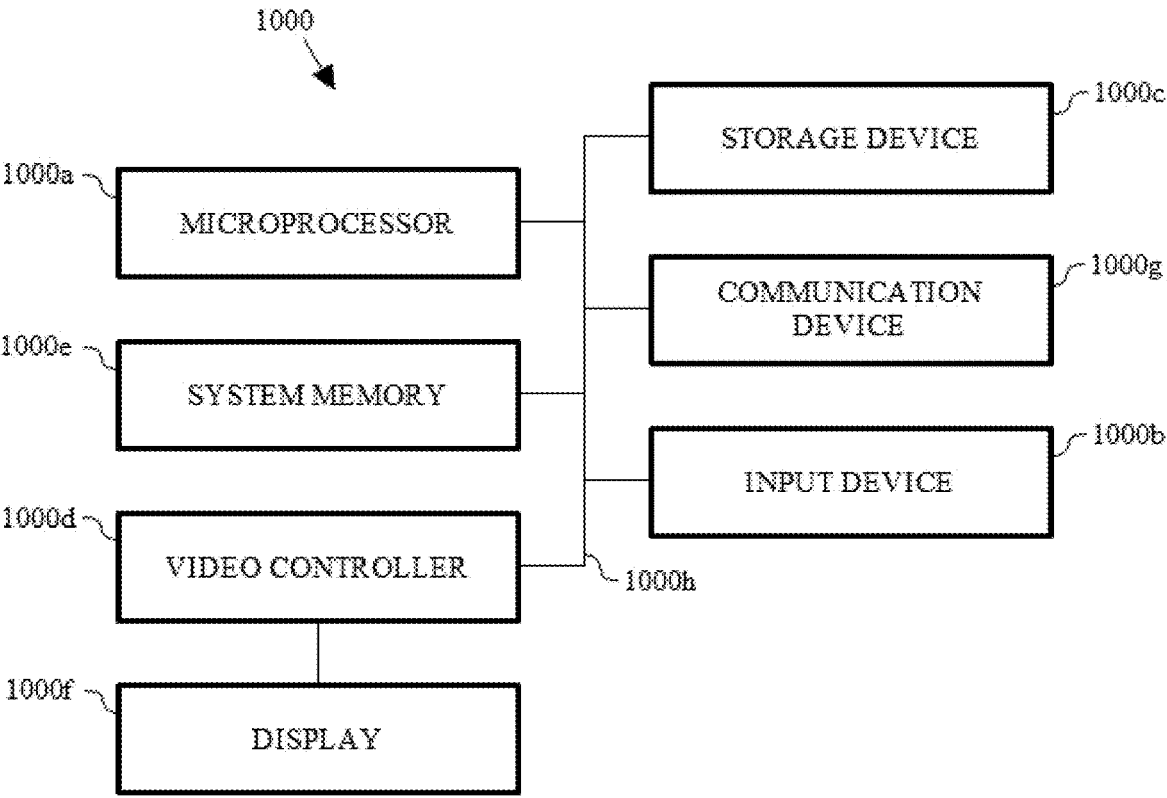 1000
1000a
MICROPROCESSOR
1000e
SYSTEM MEMORY
1000d
VIDEO CONTROLLER
1000f
DISPLAY
1000c
STORAGE DEVICE
1000g
COMMUNICATION
DEVICE
1000b
INPUT DEVICE
1000h